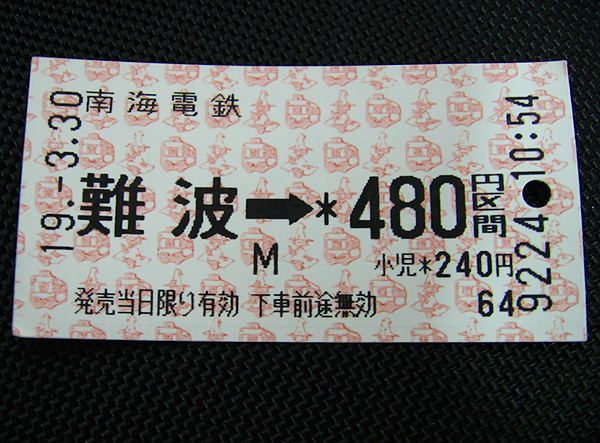 南海電鉄
難波➡*480円区間
M
小児*240円
発売当日限り有効 下車前途無効
64
19.-3.30
9224 10:54